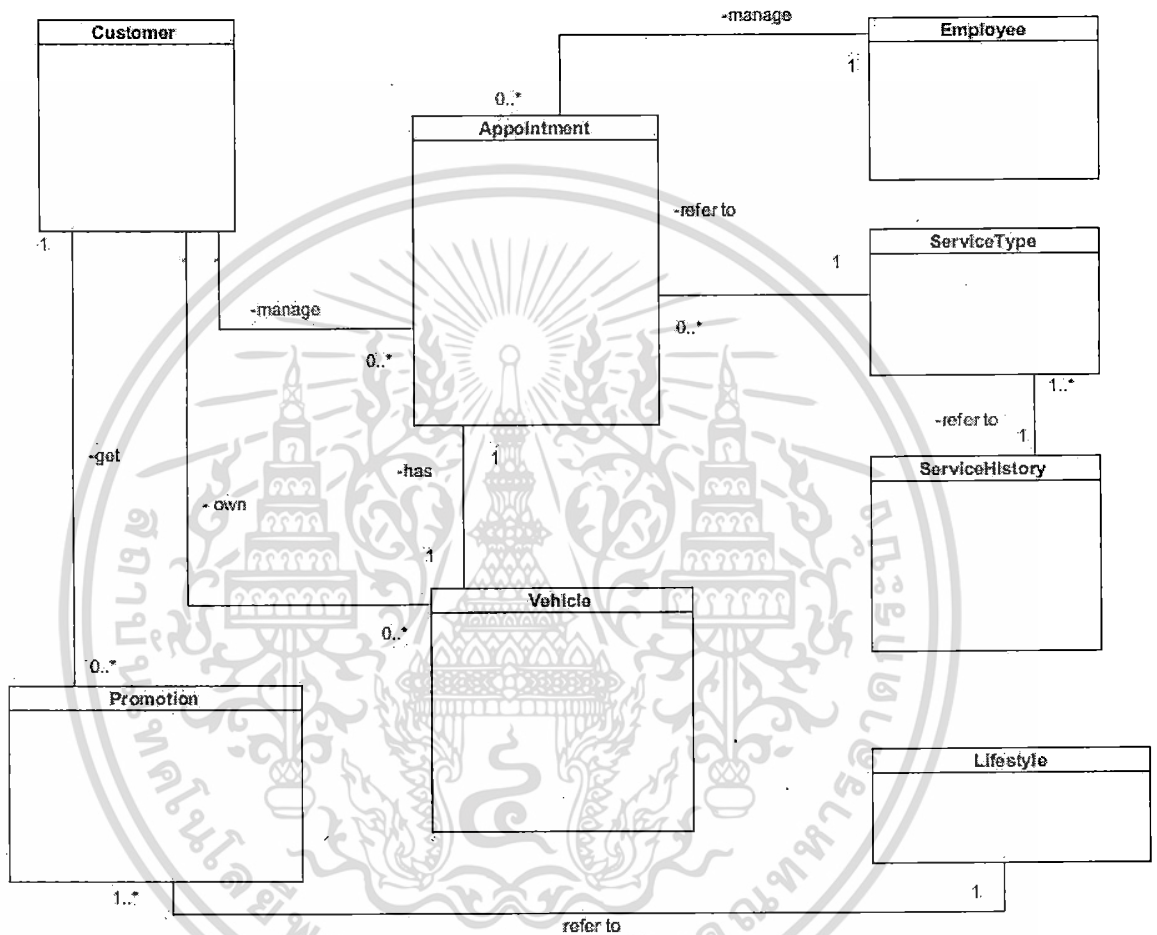 -manage
Customer
Employee
1
0..*
Appointment
-refer to
1
ServiceType
1
-manage
0..*
0..*
1..*
-refer to
1
-get
-has
1
ServiceHistory
- own
1
Vehicle
0..*
0..*
Promotion
Lifestyle
1..*
1
refer to